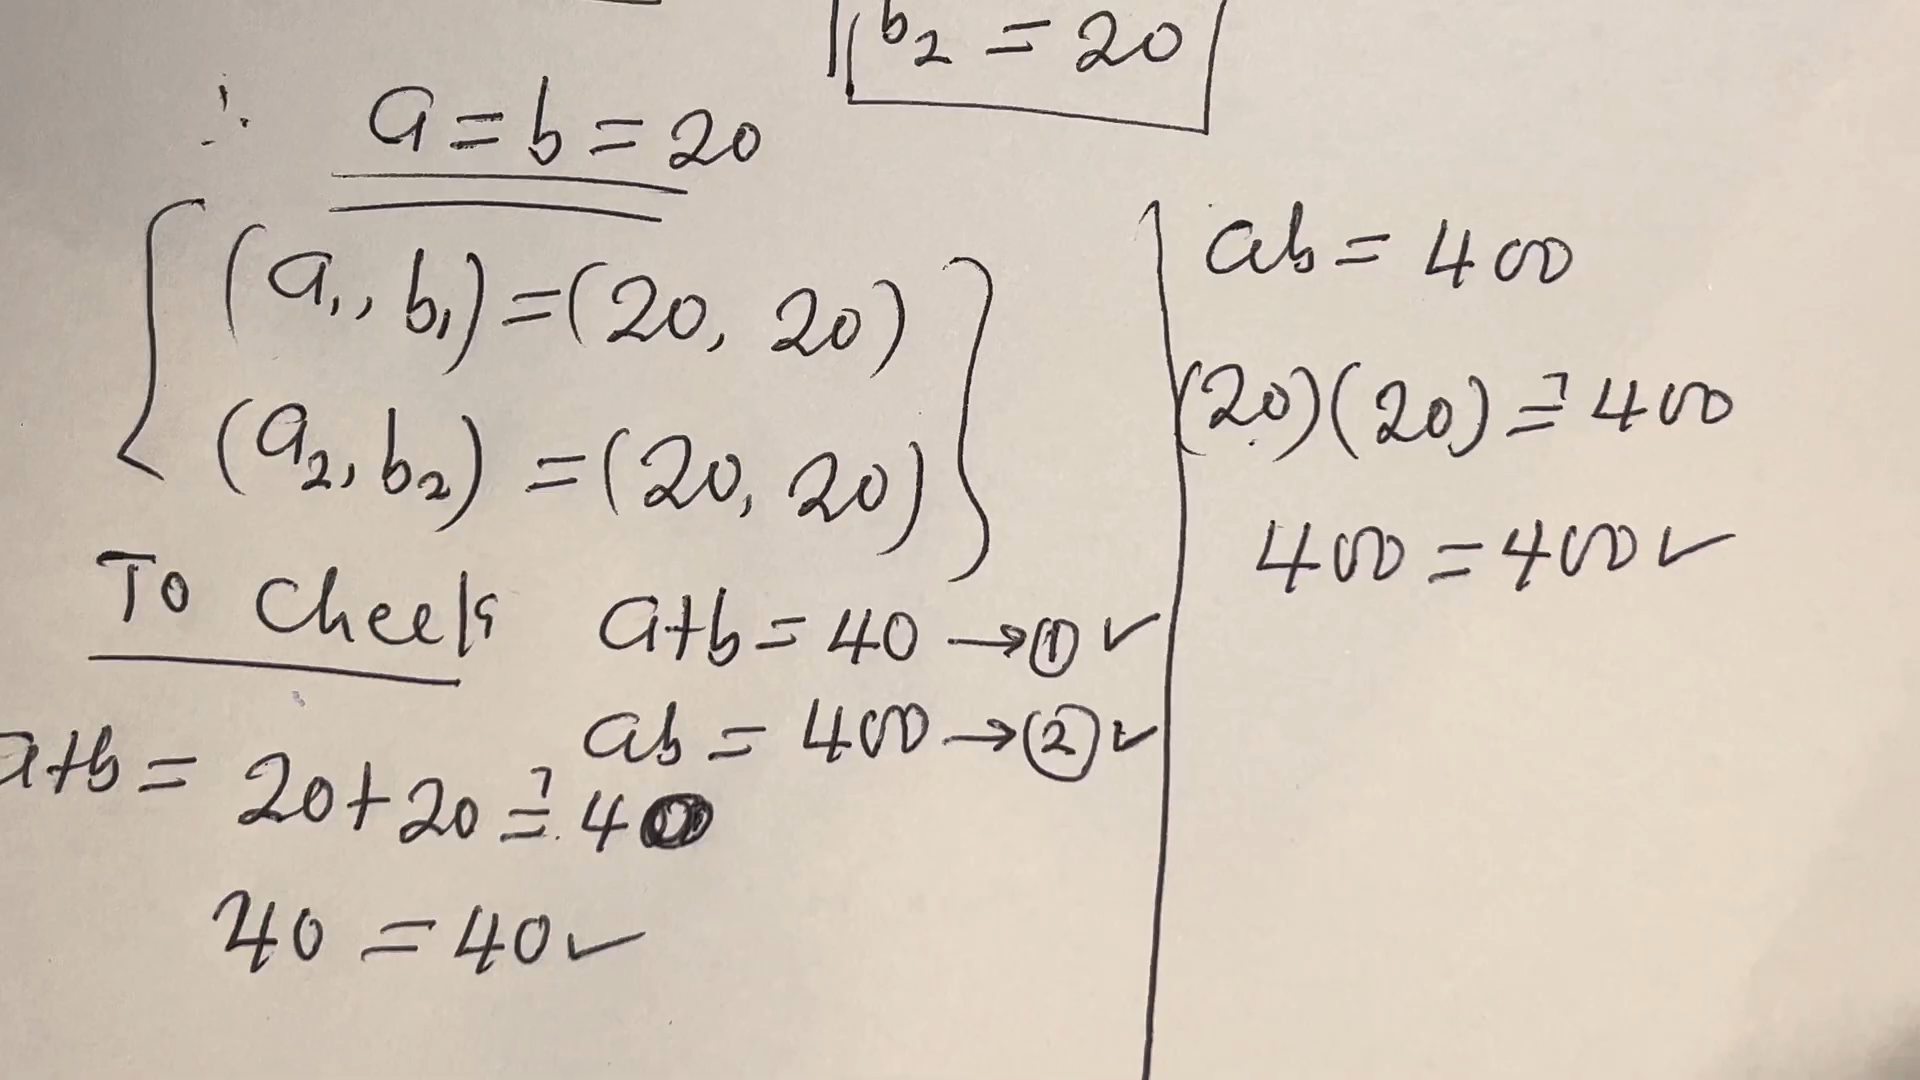 b₂ = 20
∴ a = b = 20
(a₁, b₁) = (20, 20)
(a₂, b₂) = (20, 20)
To Check
a+b = 40 → ① ✓
ab = 400 → ② ✓
a+b = 20+20 =? 40
40 = 40 ✓
ab = 400
(20)(20) =? 400
400 = 400 ✓